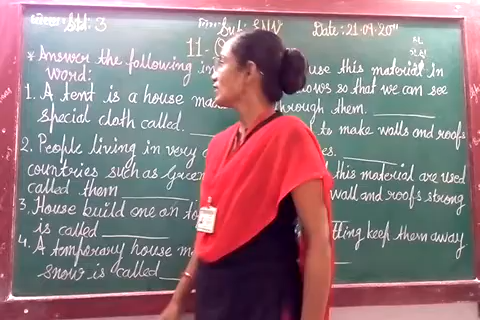 Std: 3 Sub: ENV Date: 21.09.20
11-
* Answer the following in
word:
1. A tent is a house ma
special cloth called.
2. People living in very
countries such as
called them
3. House build one on to
is called
4. A temporary house m
snow is called
use this material in
ows so that we can see
through them.
to make walls and roofs
es.
this material are used
wall and roofs strong
tting keep them away